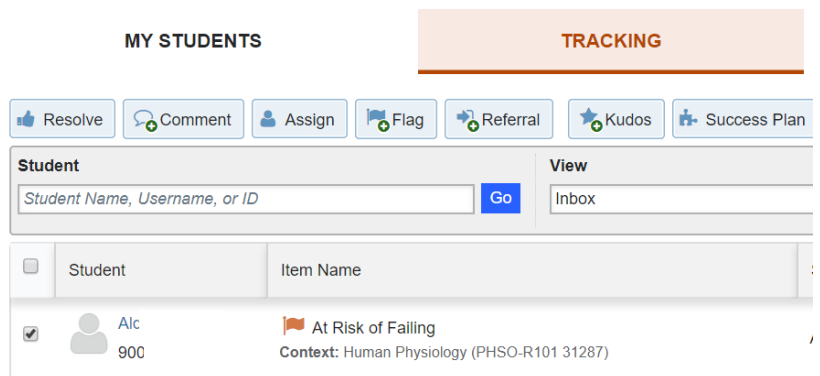 MY STUDENTS TRACKING
Resolve Comment Assign Flag Referral Kudos Success Plan
Student View
Student Name, Username, or ID Go Inbox
Student Item Name
Alc At Risk of Failing
900 Context: Human Physiology (PHSO-R101 31287)